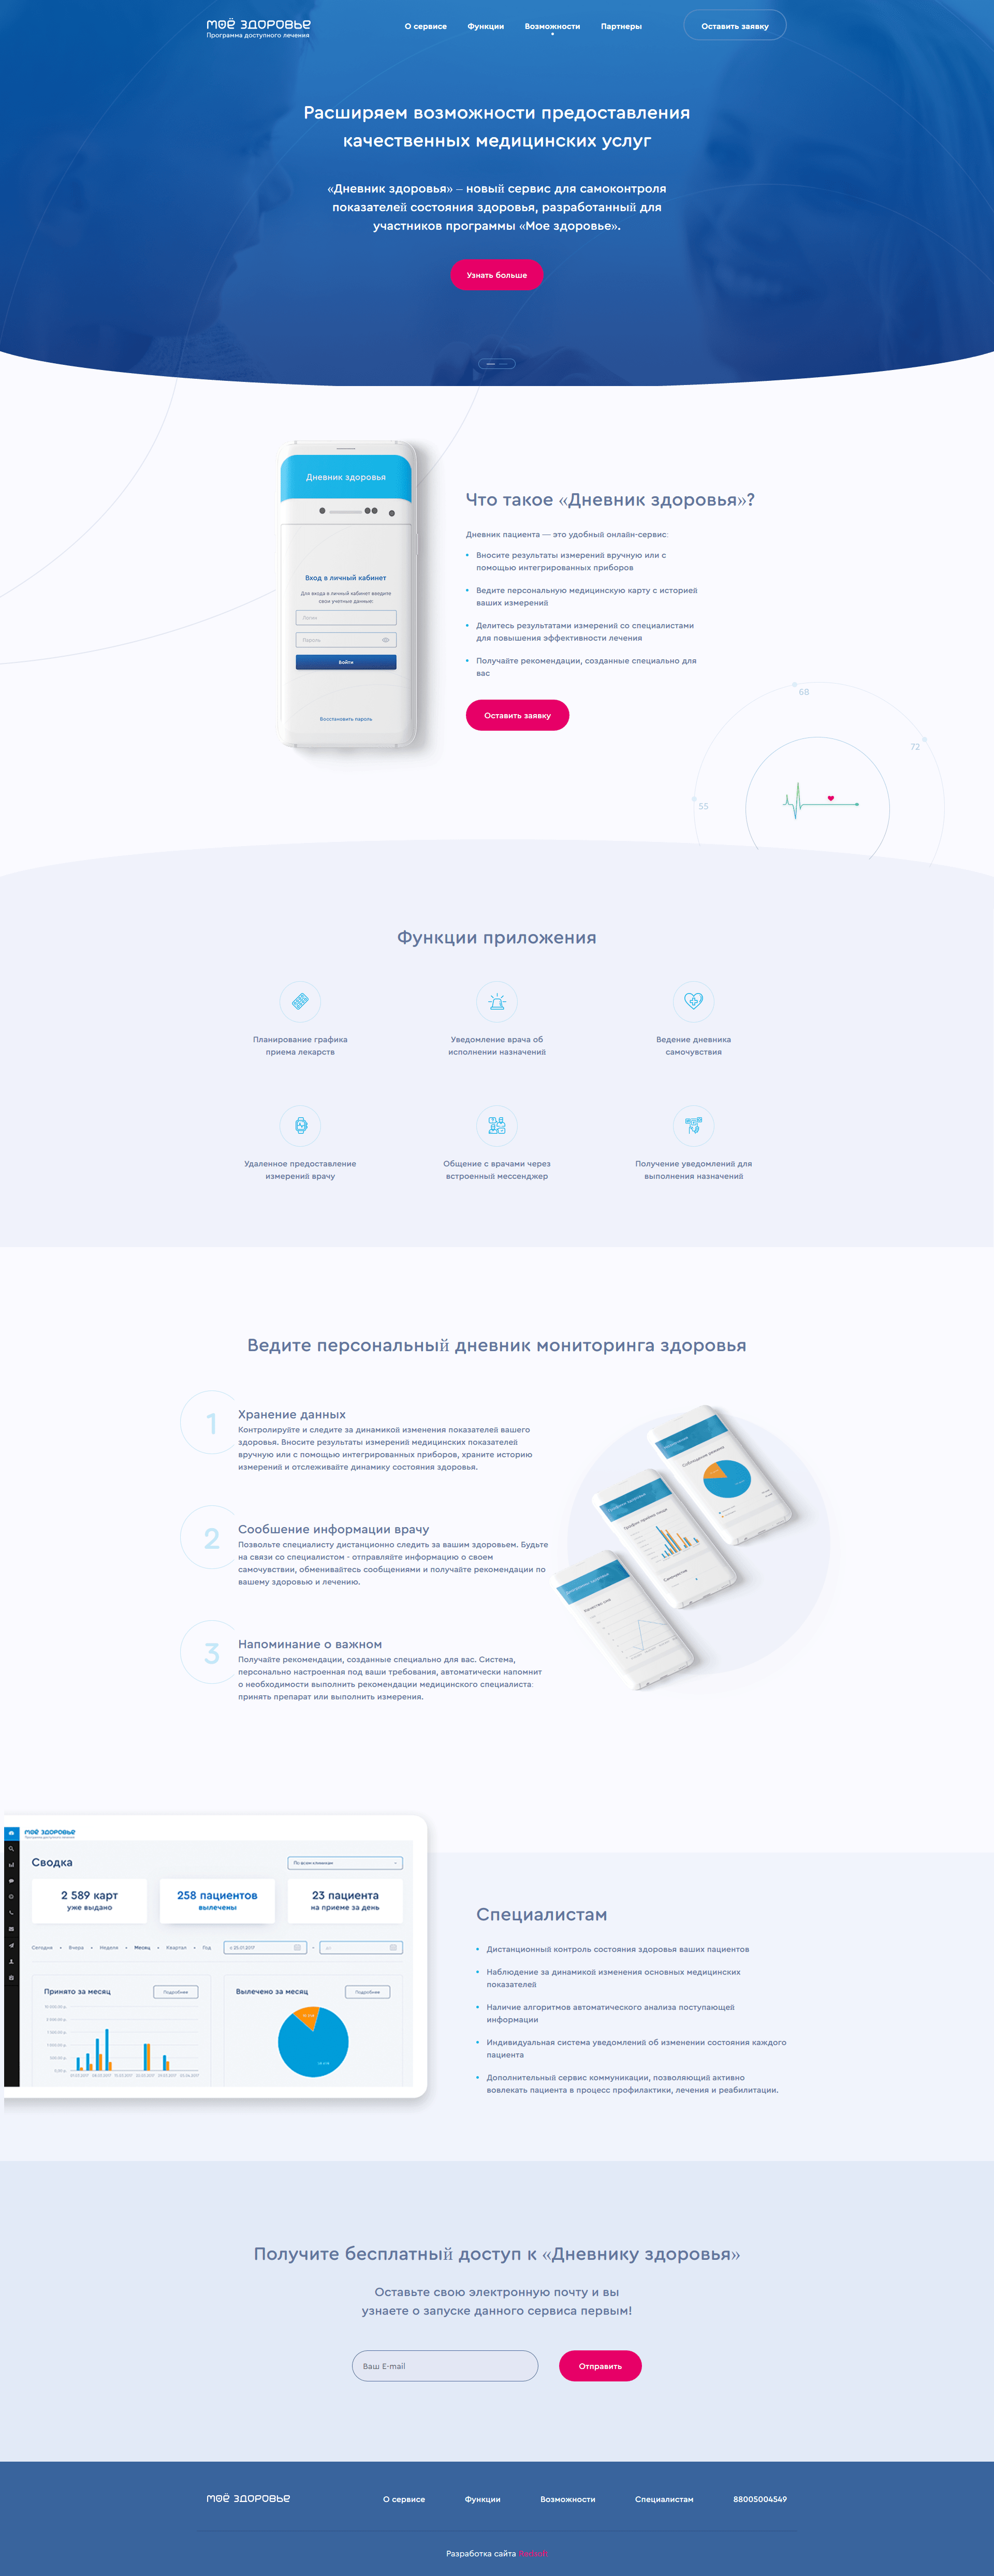 МОЁ ЗДОРОВЬЕ
Программа доступного лечения
О сервисе
Функции
Возможности
Партнеры
Оставить заявку
Расширяем возможности предоставления
качественных медицинских услуг
«Дневник здоровья» – новый сервис для самоконтроля
показателей состояния здоровья, разработанный для
участников программы «Мое здоровье».
Узнать больше
Дневник здоровья
Вход в личный кабинет
Для входа в личный кабинет введите
свои учетные данные:
Логин
Пароль
Войти
Восстановить пароль
Что такое «Дневник здоровья»?
Дневник пациента — это удобный онлайн-сервис:
Вносите результаты измерений вручную или с
помощью интегрированных приборов
Ведите персональную медицинскую карту с историей
ваших измерений
Делитесь результатами измерений со специалистами
для повышения эффективности лечения
Получайте рекомендации, созданные специально для
вас
Оставить заявку
68
72
55
Функции приложения
Планирование графика
приема лекарств
Уведомление врача об
исполнении назначений
Ведение дневника
самочувствия
Удаленное предоставление
измерений врачу
Общение с врачами через
встроенный мессенджер
Получение уведомлений для
выполнения назначений
Ведите персональный дневник мониторинга здоровья
1
Хранение данных
Контролируйте и следите за динамикой изменения показателей вашего
здоровья. Вносите результаты измерений медицинских показателей
вручную или с помощью интегрированных приборов, храните историю
измерений и отслеживайте динамику состояния здоровья.
2
Сообшение информации врачу
Позвольте специалисту дистанционно следить за вашим здоровьем. Будьте
на связи со специалистом - отправляйте информацию о своем
самочувствии, обменивайтесь сообщениями и получайте рекомендации по
вашему здоровью и лечению.
3
Напоминание о важном
Получайте рекомендации, созданные специально для вас. Система,
персонально настроенная под ваши требования, автоматически напомнит
о необходимости выполнить рекомендации медицинского специалиста:
принять препарат или выполнить измерения.
МОЁ ЗДОРОВЬЕ
Сводка
По всем клиникам
2 589 карт
уже выдано
258 пациентов
вылечены
23 пациента
на приеме за день
Сегодня
Вчера
Неделя
Месяц
Квартал
Год
с 25.01.2017
–
до
Принято за месяц
Подробнее
Вылечено за месяц
Подробнее
Специалистам
Дистанционный контроль состояния здоровья ваших пациентов
Наблюдение за динамикой изменения основных медицинских
показателей
Наличие алгоритмов автоматического анализа поступающей
информации
Индивидуальная система уведомлений об изменении состояния каждого
пациента
Дополнительный сервис коммуникации, позволяющий активно
вовлекать пациента в процесс профилактики, лечения и реабилитации.
Получите бесплатный доступ к «Дневнику здоровья»
Оставьте свою электронную почту и вы
узнаете о запуске данного сервиса первым!
Ваш E-mail
Отправить
МОЁ ЗДОРОВЬЕ
О сервисе
Функции
Возможности
Специалистам
88005004549
Разработка сайта